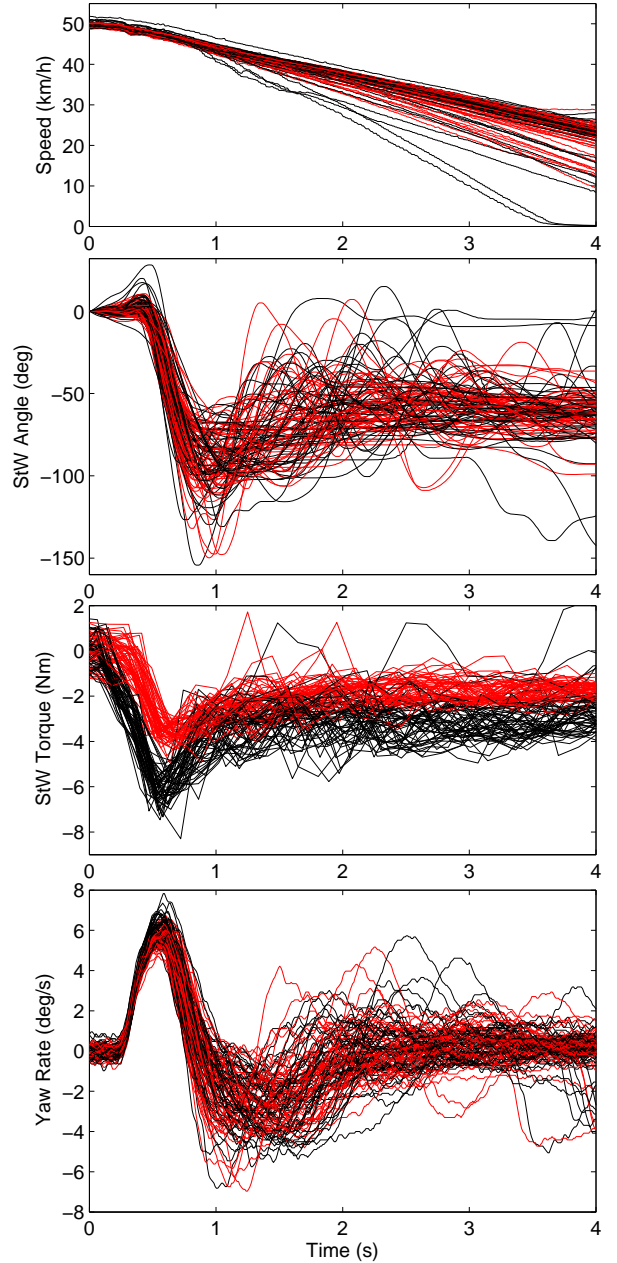 50
40
30
20
10
0
0 1 2 3 4
Speed (km/h)
0
−50
−100
−150
0 1 2 3 4
StW Angle (deg)
2
0
−2
−4
−6
−8
0 1 2 3 4
StW Torque (Nm)
8
6
4
2
0
−2
−4
−6
−8
0 1 2 3 4
Yaw Rate (deg/s)
Time (s)